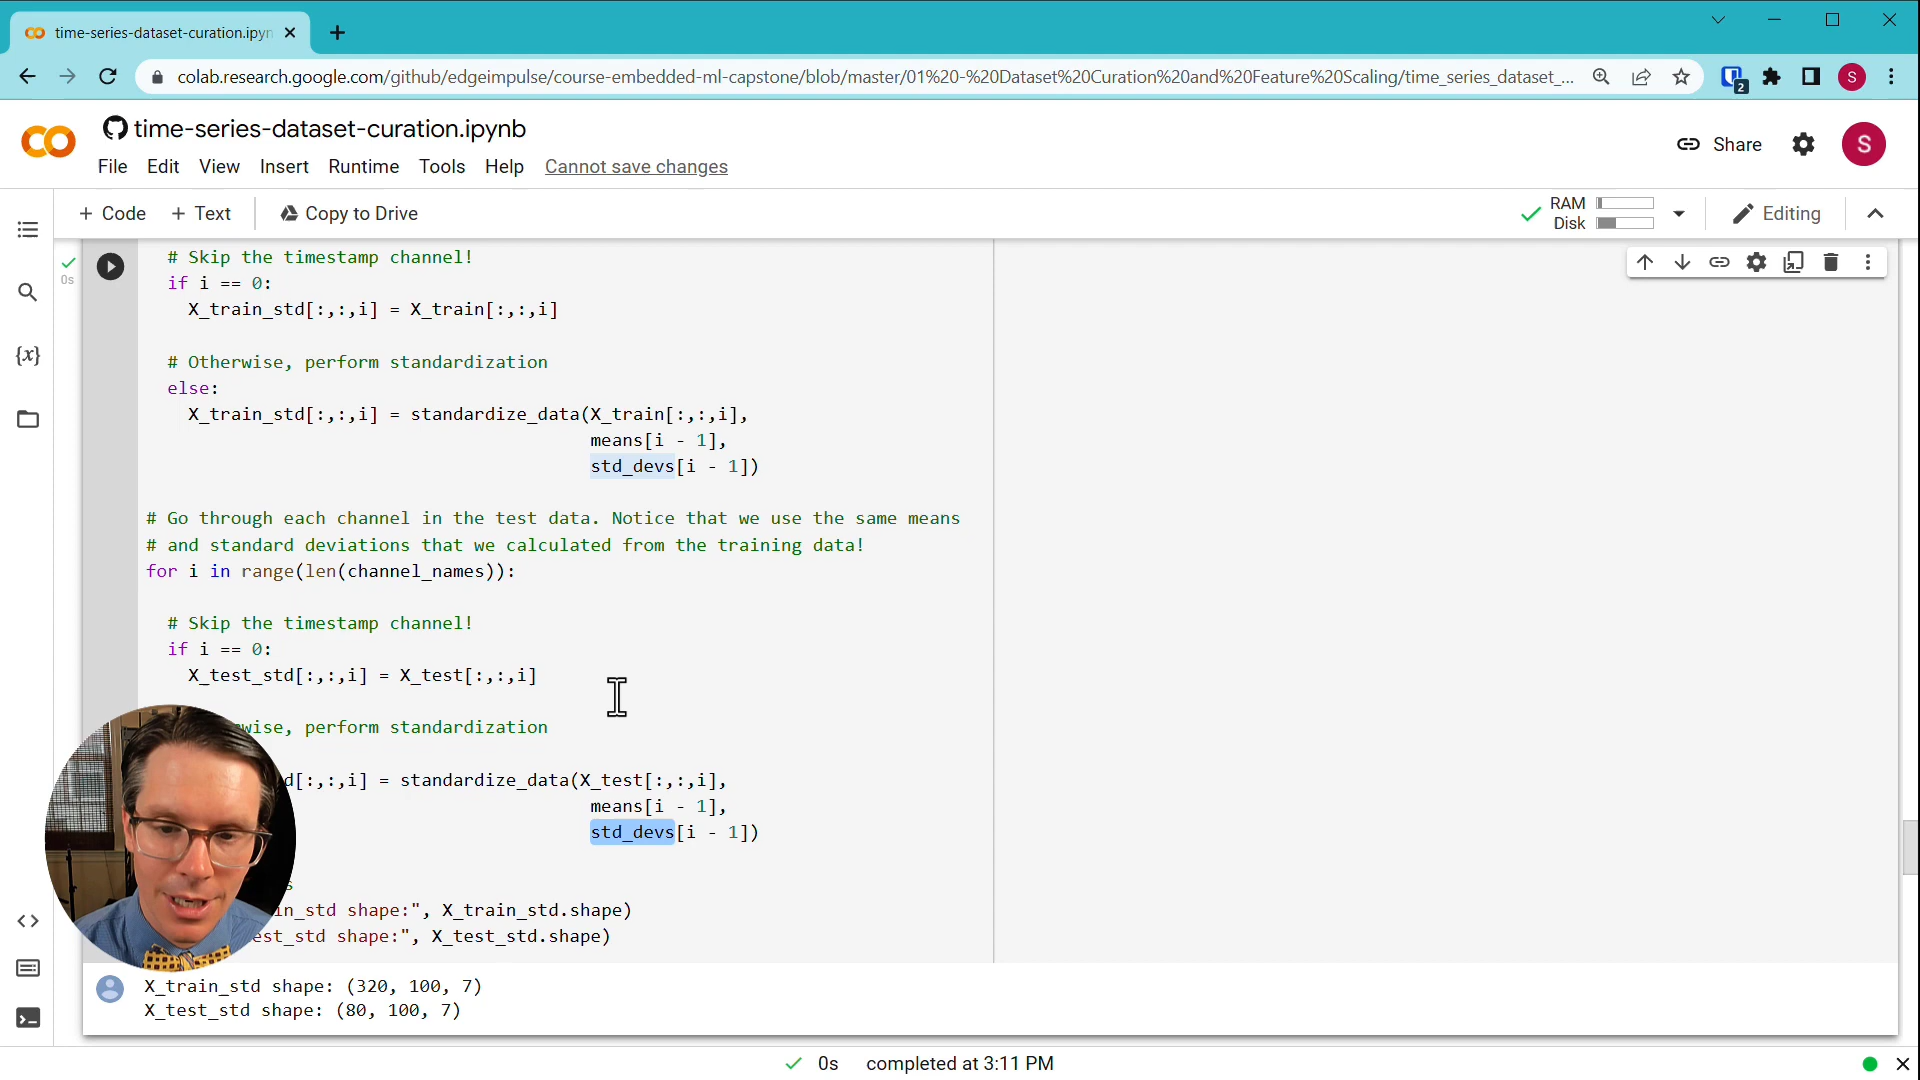 time-series-dataset-curation.ipyn
colab.research.google.com/github/edgeimpulse/course-embedded-ml-capstone/blob/master/01%20-%20Dataset%20Curation%20and%20Feature%20Scaling/time_series_dataset_...
2
S
time-series-dataset-curation.ipynb
File Edit View Insert Runtime Tools Help Cannot save changes
Share
S
+ Code + Text Copy to Drive
RAM
Disk
Editing
0s
# Skip the timestamp channel!
if i == 0:
X_train_std[:,:,i] = X_train[:,:,i]
# Otherwise, perform standardization
else:
X_train_std[:,:,i] = standardize_data(X_train[:,:,i],
means[i - 1],
std_devs[i - 1])
# Go through each channel in the test data. Notice that we use the same means
# and standard deviations that we calculated from the training data!
for i in range(len(channel_names)):
# Skip the timestamp channel!
if i == 0:
X_test_std[:,:,i] = X_test[:,:,i]
wise, perform standardization
d[:,:,i] = standardize_data(X_test[:,:,i],
means[i - 1],
std_devs[i - 1])
s
in_std shape:", X_train_std.shape)
est_std shape:", X_test_std.shape)
X_train_std shape: (320, 100, 7)
X_test_std shape: (80, 100, 7)
0s completed at 3:11 PM